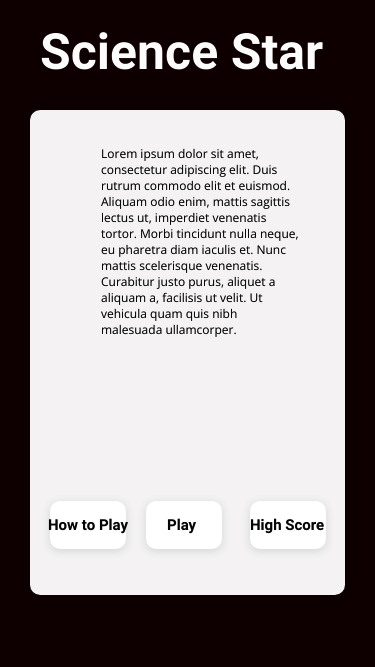 Science Star
Lorem ipsum dolor sit amet,
consectetur adipiscing elit. Duis
rutrum commodo elit et euismod.
Aliquam odio enim, mattis sagittis
lectus ut, imperdiet venenatis
tortor. Morbi tincidunt nulla neque,
eu pharetra diam iaculis et. Nunc
mattis scelerisque venenatis.
Curabitur justo purus, aliquet a
aliquam a, facilisis ut velit. Ut
vehicula quam quis nibh
malesuada ullamcorper.
How to Play
Play
High Score